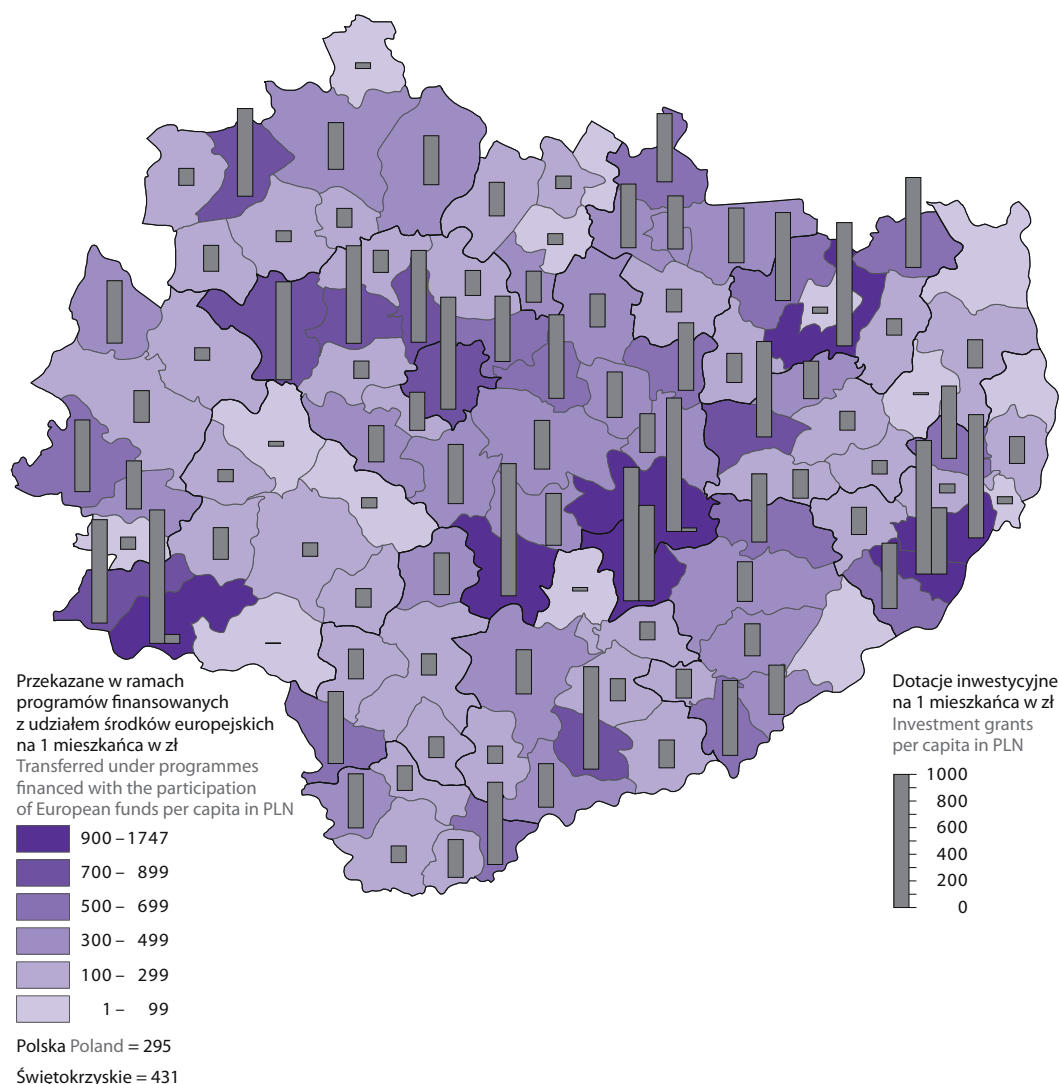 Przekazane w ramach
programów finansowanych
z udziałem środków europejskich
na 1 mieszkańca w zł
Transferred under programmes
financed with the participation
of European funds per capita in PLN
900 – 1747
700 – 899
500 – 699
300 – 499
100 – 299
1 – 99
Polska Poland = 295
Świętokrzyskie = 431
Dotacje inwestycyjne
na 1 mieszkańca w zł
Investment grants
per capita in PLN
1000
800
600
400
200
0